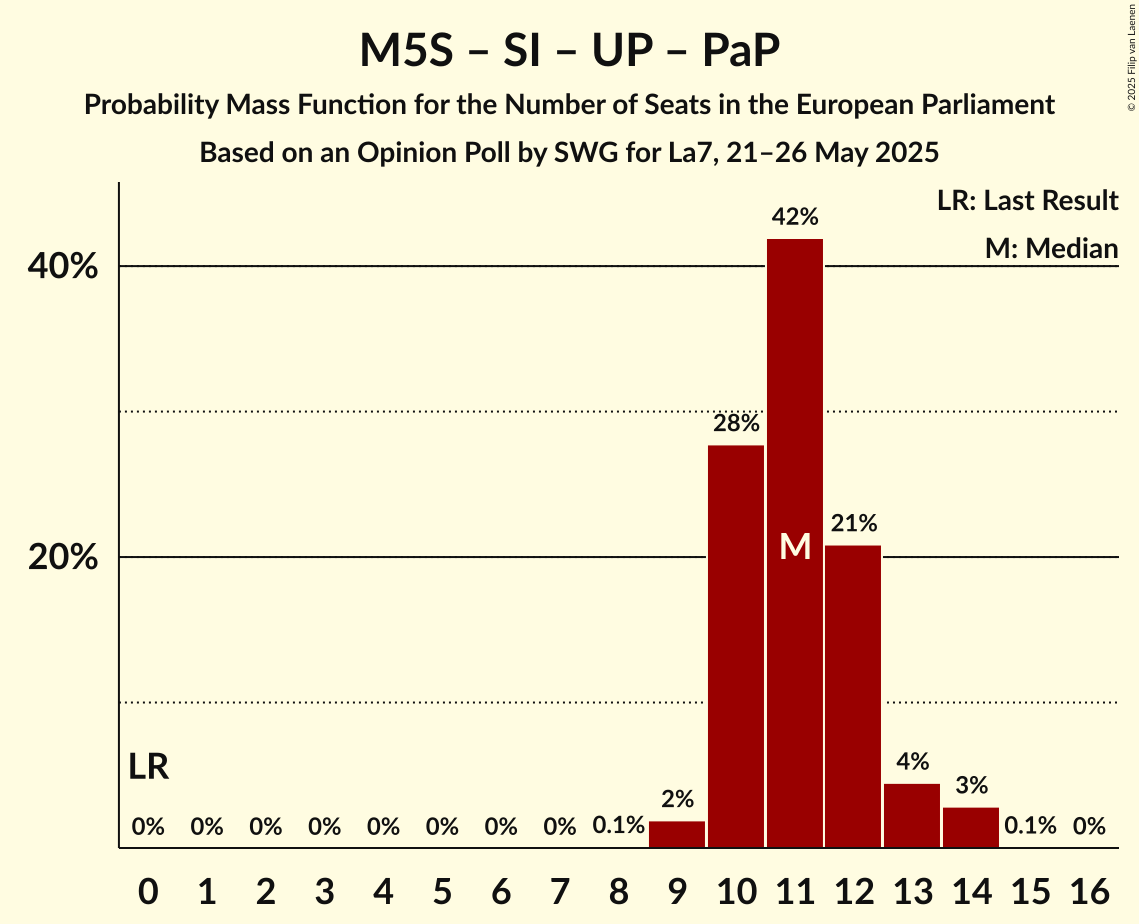 M5S – SI – UP – PaP
Probability Mass Function for the Number of Seats in the European Parliament
Based on an Opinion Poll by SWG for La7, 21–26 May 2025
© 2025 Filip van Laenen
LR: Last Result
M: Median
42%
40%
28%
21%
M
20%
LR
4%
3%
2%
0% 0% 0% 0% 0% 0% 0% 0% 0.1% 0.1% 0%
0 1 2 3 4 5 6 7 8 9 10 11 12 13 14 15 16